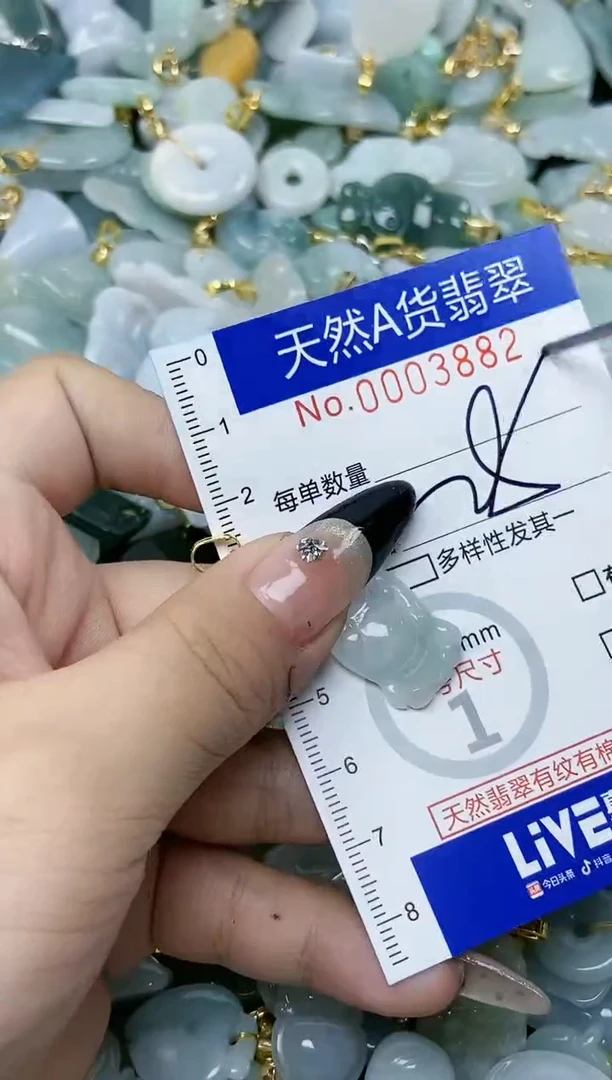 天然A货翡翠
No.0003882
0
1
2
每单数量
多样性发其一
mm
号尺寸
5
1
6
天然翡翠有纹有棉
7
LiVE
今日头条 抖音
8